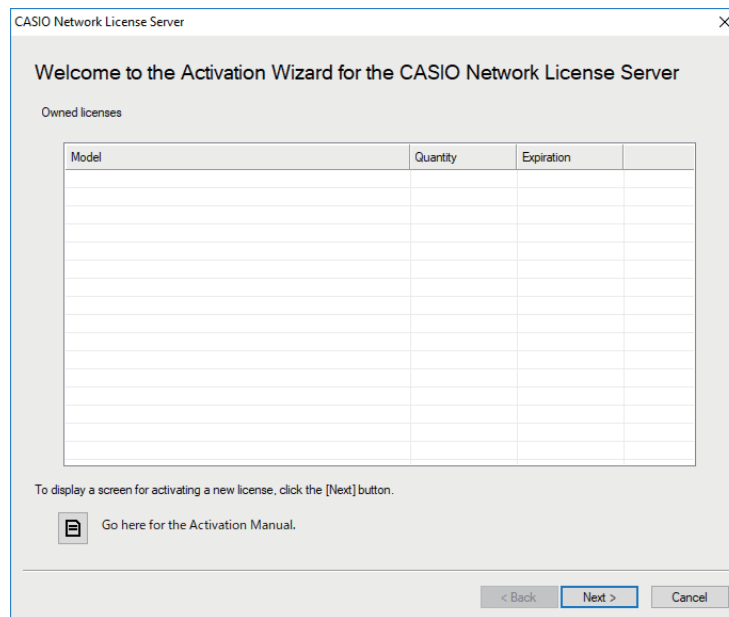 CASIO Network License Server
Welcome to the Activation Wizard for the CASIO Network License Server
Owned licenses
Model Quantity Expiration
To display a screen for activating a new license, click the [Next] button.
Go here for the Activation Manual.
< Back Next > Cancel